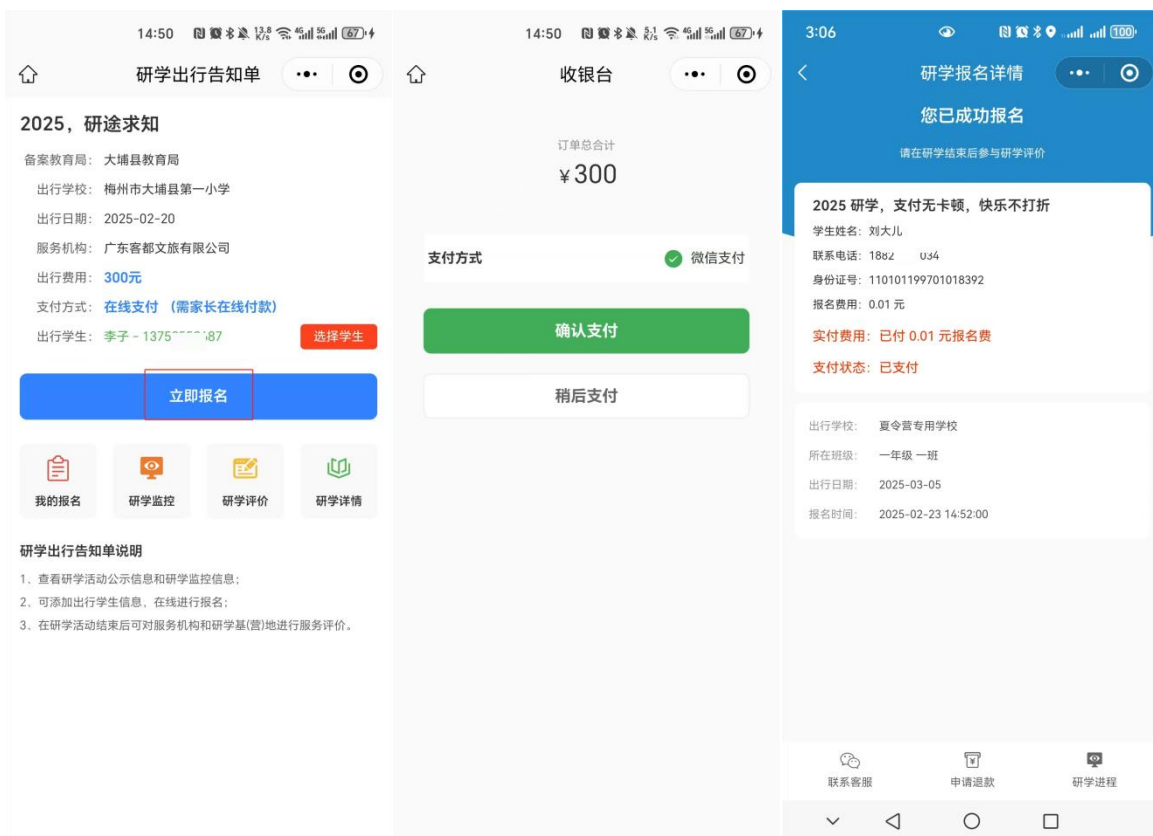 14:50 13.8 K/s 4G 5G 67
研学出行告知单
2025，研途求知
备案教育局： 大埔县教育局
出行学校： 梅州市大埔县第一小学
出行日期： 2025-02-20
服务机构： 广东客都文旅有限公司
出行费用： 300元
支付方式： 在线支付 （需家长在线付款）
出行学生： 李子 - 1375 87
选择学生
立即报名
我的报名 研学监控 研学评价 研学详情
研学出行告知单说明
1、查看研学活动公示信息和研学监控信息；
2、可添加出行学生信息，在线进行报名；
3、在研学活动结束后可对服务机构和研学基(营)地进行服务评价。
14:50 5.1 K/s 4G 5G 67
收银台
订单总合计
¥300
支付方式 微信支付
确认支付
稍后支付
3:06 100
研学报名详情
您已成功报名
请在研学结束后参与研学评价
2025 研学，支付无卡顿，快乐不打折
学生姓名： 刘大儿
联系电话： 1882 034
身份证号： 110101199701018392
报名费用： 0.01 元
实付费用： 已付 0.01 元报名费
支付状态： 已支付
出行学校： 夏令营专用学校
所在班级： 一年级 一班
出行日期： 2025-03-05
报名时间： 2025-02-23 14:52:00
联系客服 申请退款 研学进程